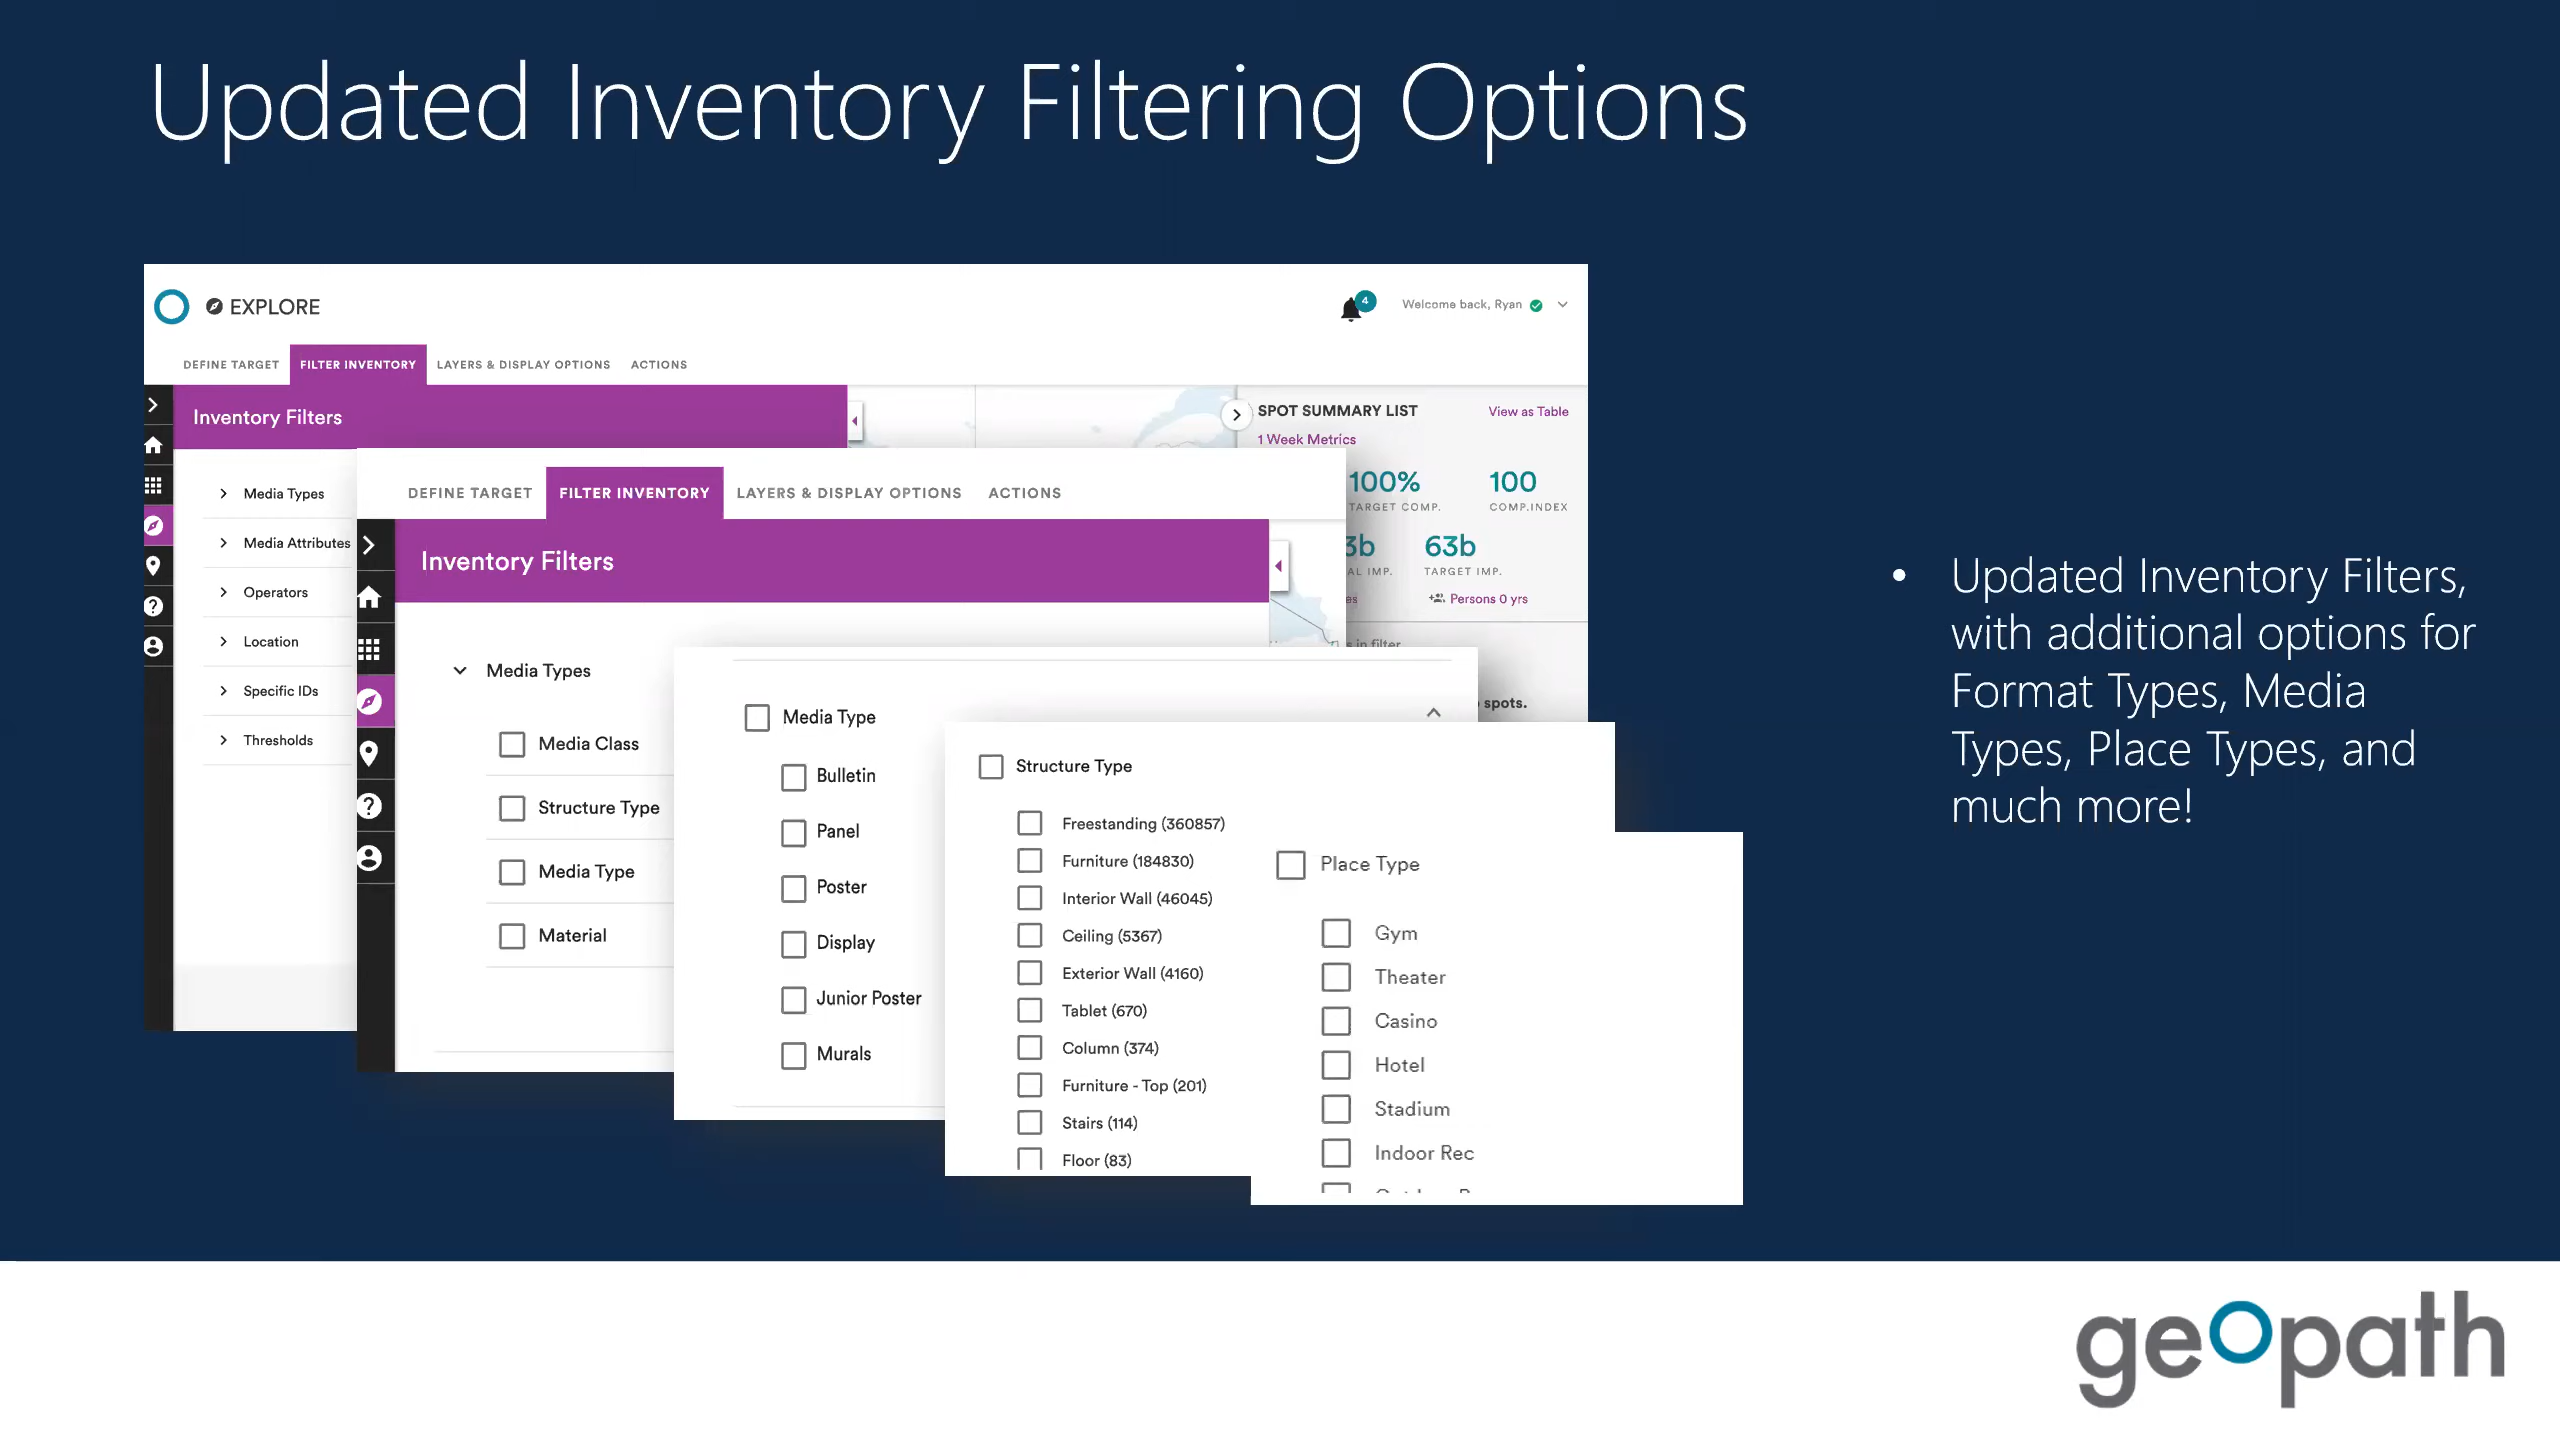 Updated Inventory Filtering Options
EXPLORE
4
Welcome back, Ryan
DEFINE TARGET
FILTER INVENTORY
LAYERS & DISPLAY OPTIONS
ACTIONS
Inventory Filters
Media Types
Media Attributes
Operators
Location
Specific IDs
Thresholds
SPOT SUMMARY LIST
View as Table
1 Week Metrics
100%
TARGET COMP.
100
COMP.INDEX
3b
AL IMP.
63b
TARGET IMP.
es
Persons 0 yrs
in filter
spots.
DEFINE TARGET
FILTER INVENTORY
LAYERS & DISPLAY OPTIONS
ACTIONS
Inventory Filters
Media Types
Media Class
Structure Type
Media Type
Material
Media Type
Bulletin
Panel
Poster
Display
Junior Poster
Murals
Structure Type
Freestanding (360857)
Furniture (184830)
Interior Wall (46045)
Ceiling (5367)
Exterior Wall (4160)
Tablet (670)
Column (374)
Furniture - Top (201)
Stairs (114)
Floor (83)
Place Type
Gym
Theater
Casino
Hotel
Stadium
Indoor Rec
• Updated Inventory Filters,
with additional options for
Format Types, Media
Types, Place Types, and
much more!
geopath